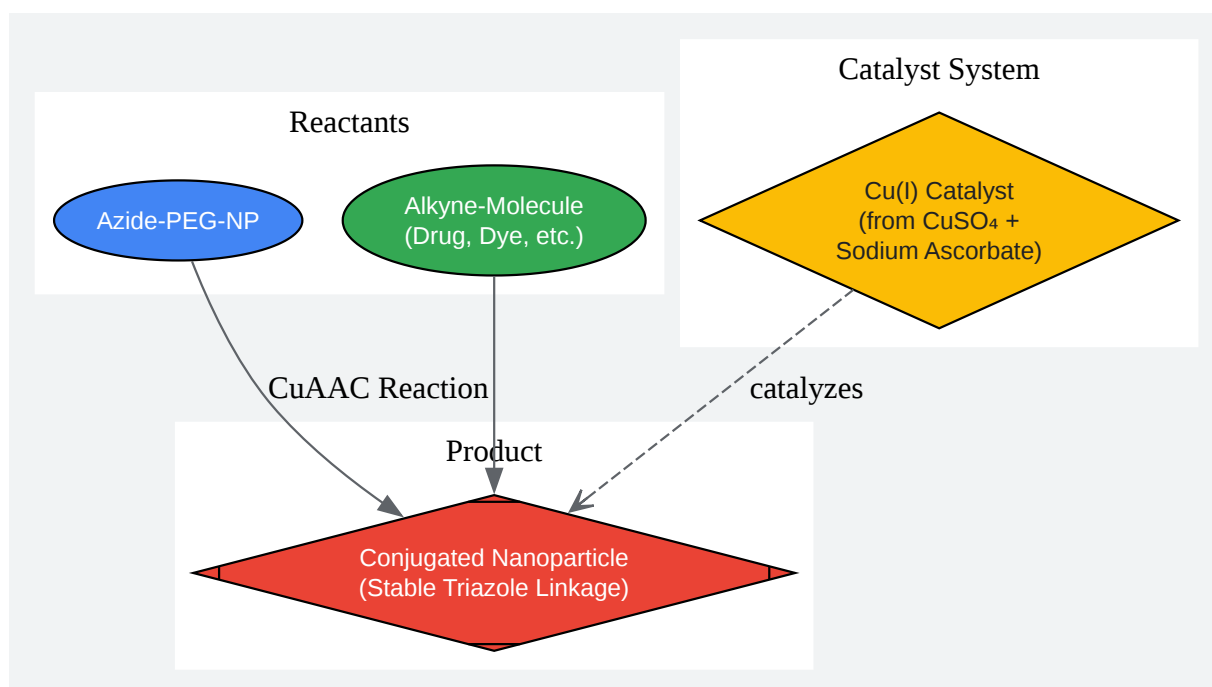 Catalyst System
Reactants
Azide-PEG-NP
Alkyne-Molecule
(Drug, Dye, etc.)
Cu(I) Catalyst
(from CuSO₄ +
Sodium Ascorbate)
CuAAC Reaction
catalyzes
Product
Conjugated Nanoparticle
(Stable Triazole Linkage)